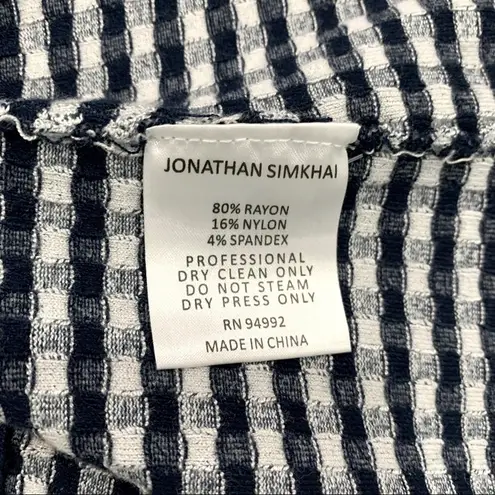 JONATHAN SIMKHAI
80% RAYON
16% NYLON
4% SPANDEX
PROFESSIONAL
DRY CLEAN ONLY
DO NOT STEAM
DRY PRESS ONLY
RN 94992
MADE IN CHINA